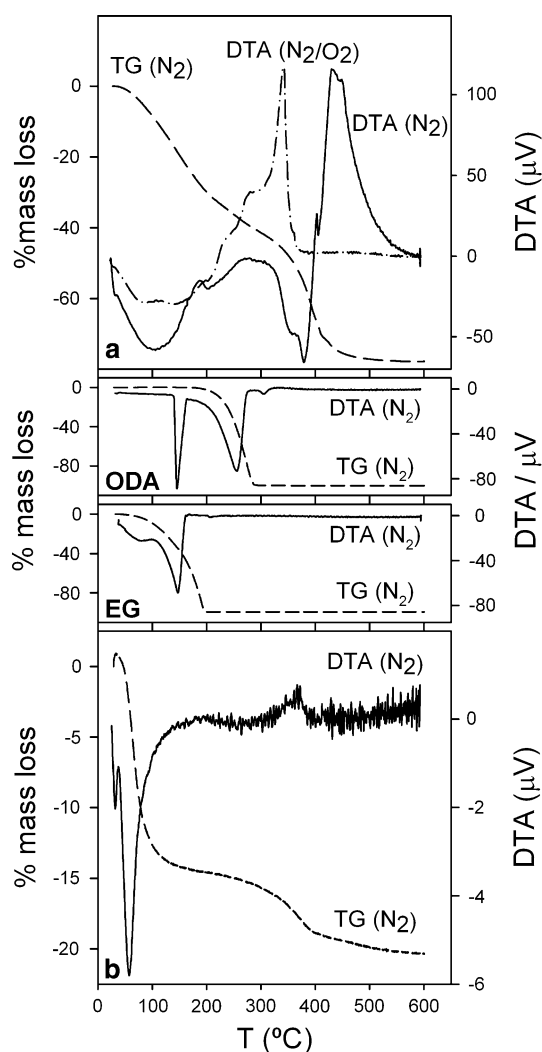 TG (N2)
DTA (N2/O2)
DTA (N2)
0
-20
-40
-60
%mass loss
100
50
0
-50
DTA (µV)
a
0
-40
-80
0
-40
-80
DTA (N2)
TG (N2)
ODA
% mass loss
DTA / µV
0
-40
-80
0
-40
-80
DTA (N2)
TG (N2)
EG
DTA (N2)
0
-5
-10
-15
-20
% mass loss
0
-2
-4
-6
DTA (µV)
TG (N2)
b
0 100 200 300 400 500 600
T (ºC)